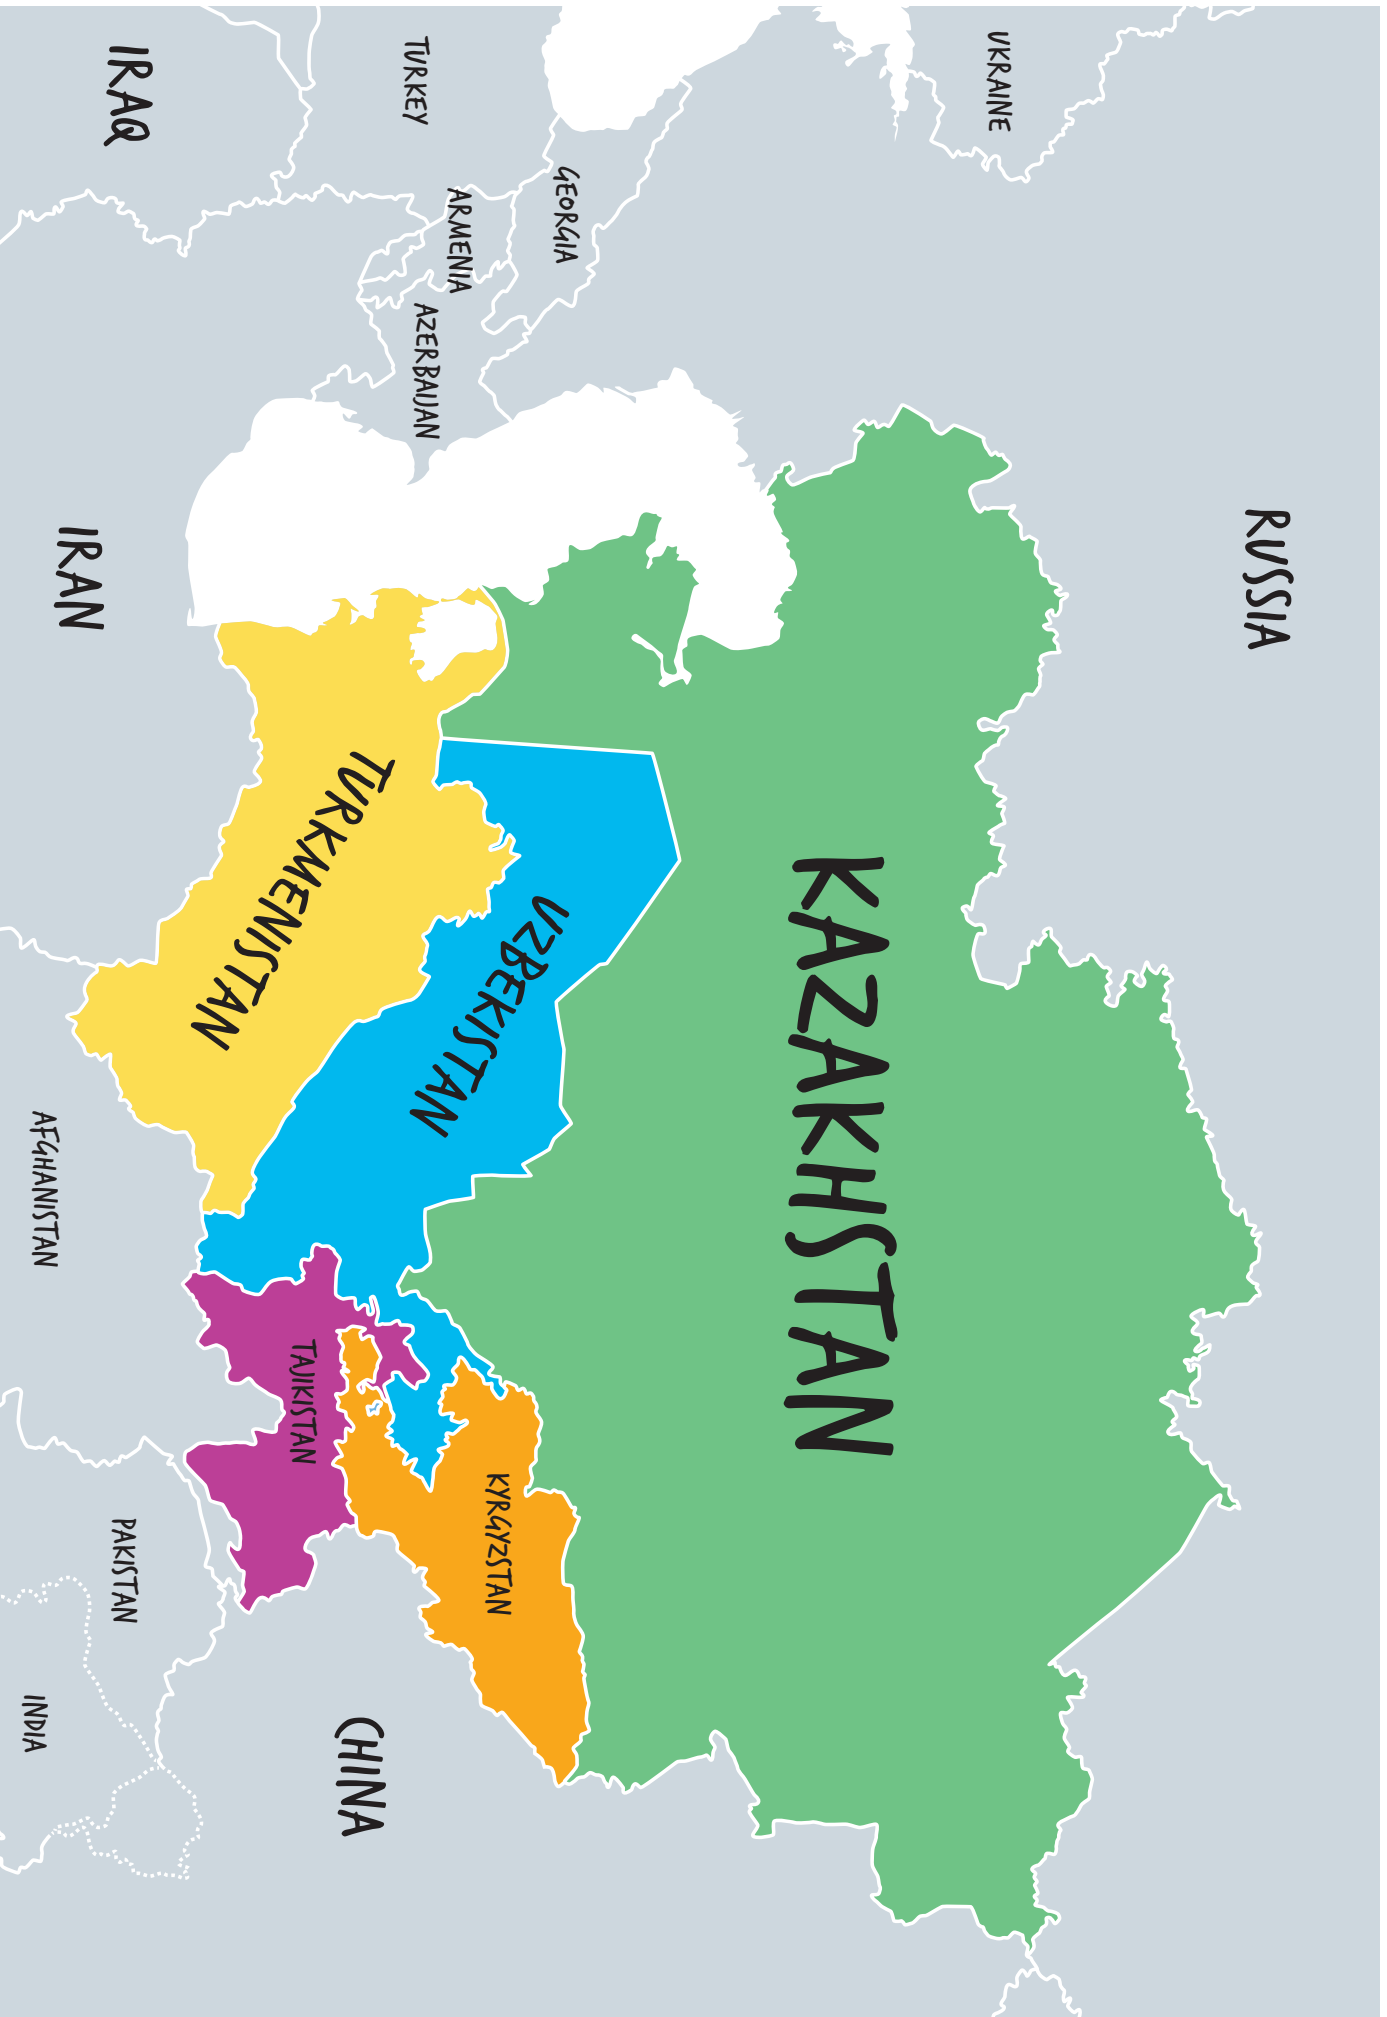 UKRAINE
RUSSIA
TURKEY
IRAQ
GEORGIA
ARMENIA
AZERBAIJAN
IRAN
KAZAKHSTAN
UZBEKISTAN
TURKMENISTAN
KYRGYZSTAN
TAJIKISTAN
AFGHANISTAN
PAKISTAN
CHINA
INDIA